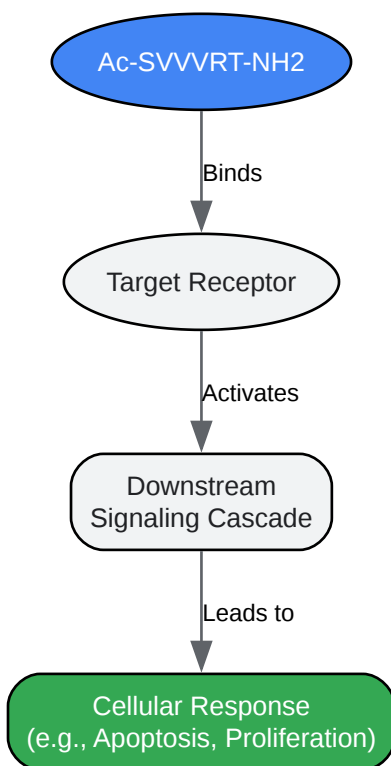 Ac-SVVVRT-NH2
Binds
Target Receptor
Activates
Downstream
Signaling Cascade
Leads to
Cellular Response
(e.g., Apoptosis, Proliferation)